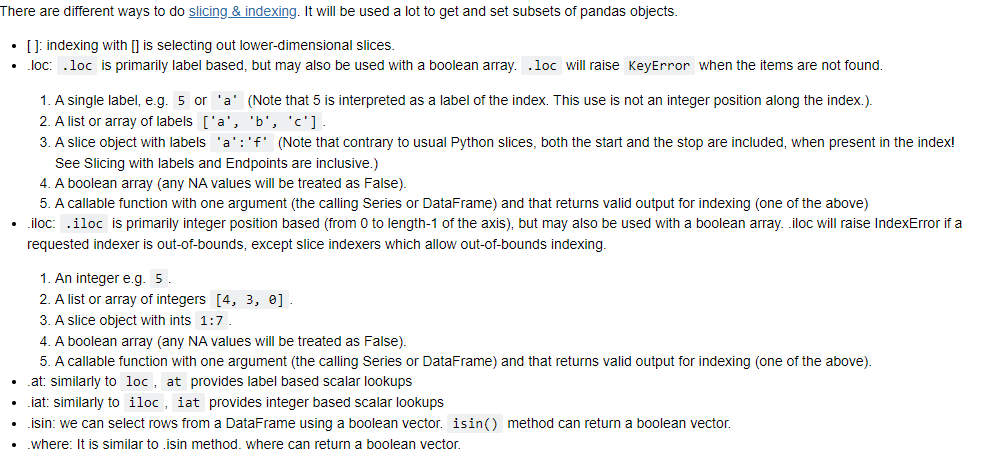 There are different ways to do slicing & indexing. It will be used a lot to get and set subsets of pandas objects.
• [ ]: indexing with [] is selecting out lower-dimensional slices.
• .loc: .loc is primarily label based, but may also be used with a boolean array. .loc will raise KeyError when the items are not found.
1. A single label, e.g. 5 or 'a' (Note that 5 is interpreted as a label of the index. This use is not an integer position along the index.).
2. A list or array of labels ['a', 'b', 'c'] .
3. A slice object with labels 'a':'f' (Note that contrary to usual Python slices, both the start and the stop are included, when present in the index!
See Slicing with labels and Endpoints are inclusive.)
4. A boolean array (any NA values will be treated as False).
5. A callable function with one argument (the calling Series or DataFrame) and that returns valid output for indexing (one of the above)
• .iloc: .iloc is primarily integer position based (from 0 to length-1 of the axis), but may also be used with a boolean array. .iloc will raise IndexError if a
requested indexer is out-of-bounds, except slice indexers which allow out-of-bounds indexing.
1. An integer e.g. 5 .
2. A list or array of integers [4, 3, 0] .
3. A slice object with ints 1:7 .
4. A boolean array (any NA values will be treated as False).
5. A callable function with one argument (the calling Series or DataFrame) and that returns valid output for indexing (one of the above).
• .at: similarly to loc , at provides label based scalar lookups
• .iat: similarly to iloc , iat provides integer based scalar lookups
• .isin: we can select rows from a DataFrame using a boolean vector. isin() method can return a boolean vector.
• .where: It is similar to .isin method. where can return a boolean vector.